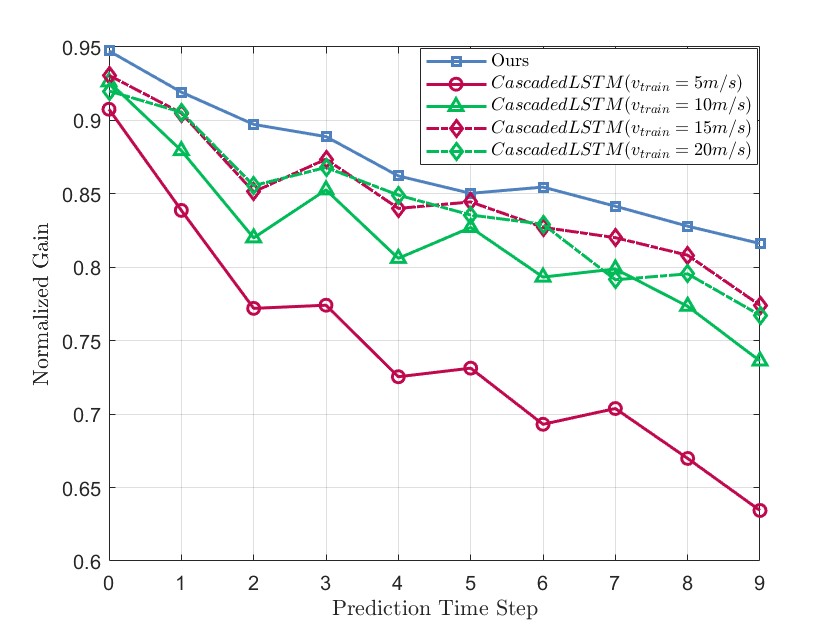 0.95
0.9
0.85
0.8
0.75
0.7
0.65
0.6
Normalized Gain
Ours
CascadedLSTM(v_train = 5m/s)
CascadedLSTM(v_train = 10m/s)
CascadedLSTM(v_train = 15m/s)
CascadedLSTM(v_train = 20m/s)
0 1 2 3 4 5 6 7 8 9
Prediction Time Step